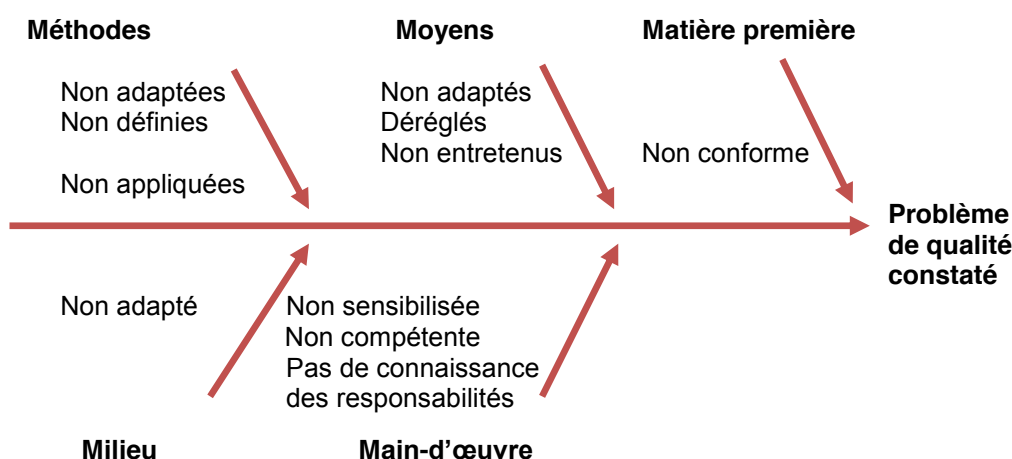 Méthodes
Moyens
Matière première
Non adaptées
Non définies
Non appliquées
Non adaptés
Déréglés
Non entretenus
Non conforme
Problème
de qualité
constaté
Non adapté
Non sensibilisée
Non compétente
Pas de connaissance
des responsabilités
Milieu
Main-d'œuvre